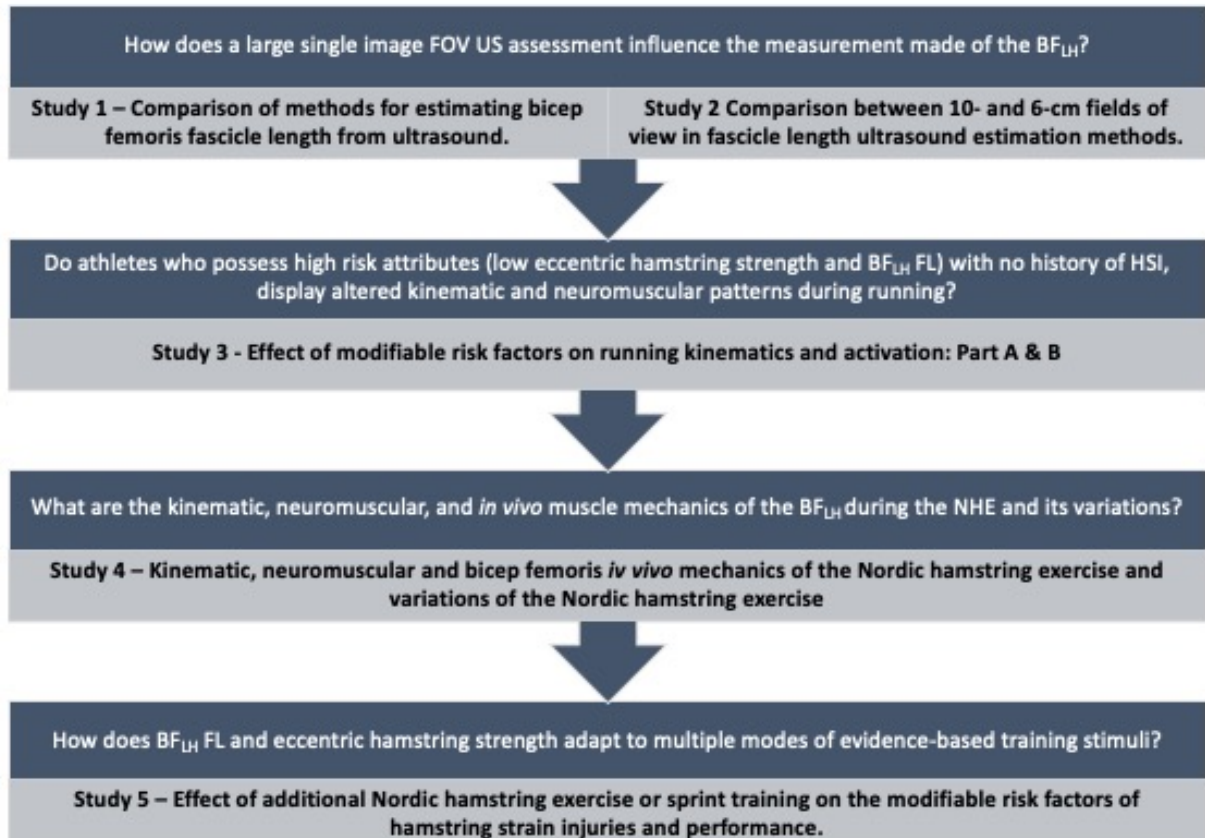 How does a large single image FOV US assessment influence the measurement made of the BF_LH?
Study 1 – Comparison of methods for estimating bicep
femoris fascicle length from ultrasound.
Study 2 Comparison between 10- and 6-cm fields of
view in fascicle length ultrasound estimation methods.
Do athletes who possess high risk attributes (low eccentric hamstring strength and BF_LH FL) with no history of HSI,
display altered kinematic and neuromuscular patterns during running?
Study 3 - Effect of modifiable risk factors on running kinematics and activation: Part A & B
What are the kinematic, neuromuscular, and in vivo muscle mechanics of the BF_LH during the NHE and its variations?
Study 4 – Kinematic, neuromuscular and bicep femoris iv vivo mechanics of the Nordic hamstring exercise and
variations of the Nordic hamstring exercise
How does BF_LH FL and eccentric hamstring strength adapt to multiple modes of evidence-based training stimuli?
Study 5 – Effect of additional Nordic hamstring exercise or sprint training on the modifiable risk factors of
hamstring strain injuries and performance.